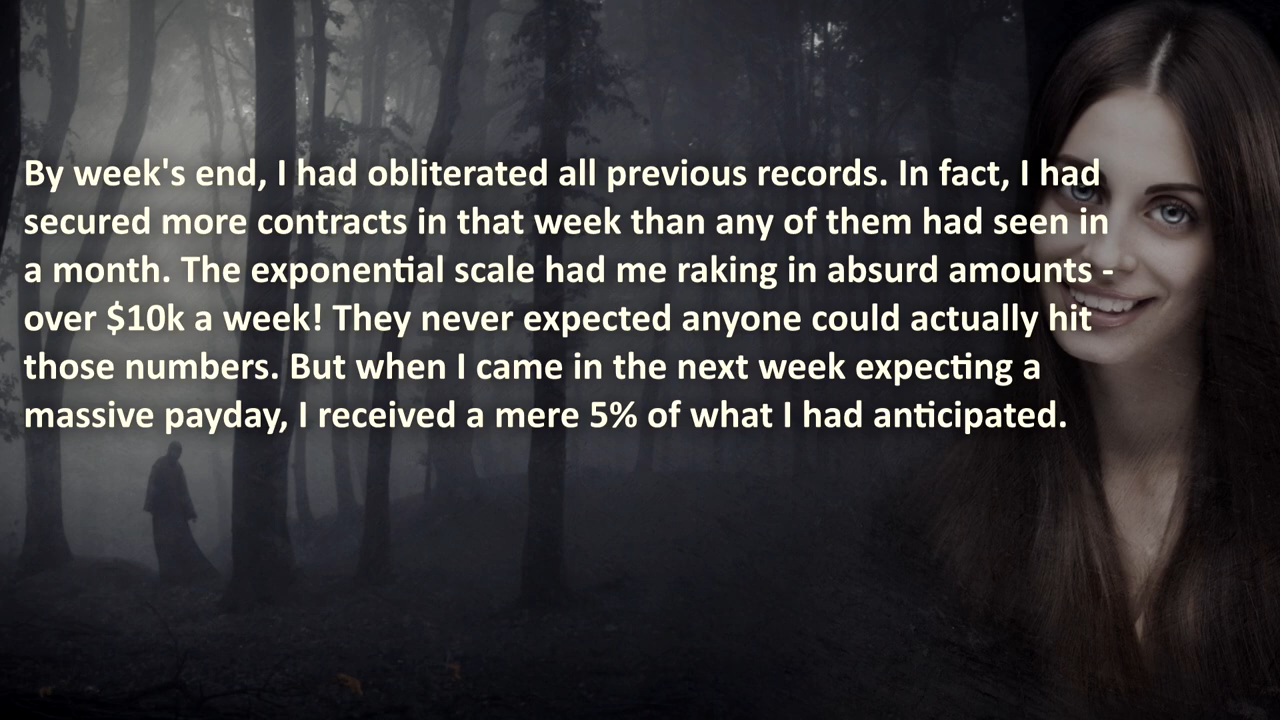 By week's end, I had obliterated all previous records. In fact, I had
secured more contracts in that week than any of them had seen in
a month. The exponential scale had me raking in absurd amounts -
over $10k a week! They never expected anyone could actually hit
those numbers. But when I came in the next week expecting a
massive payday, I received a mere 5% of what I had anticipated.